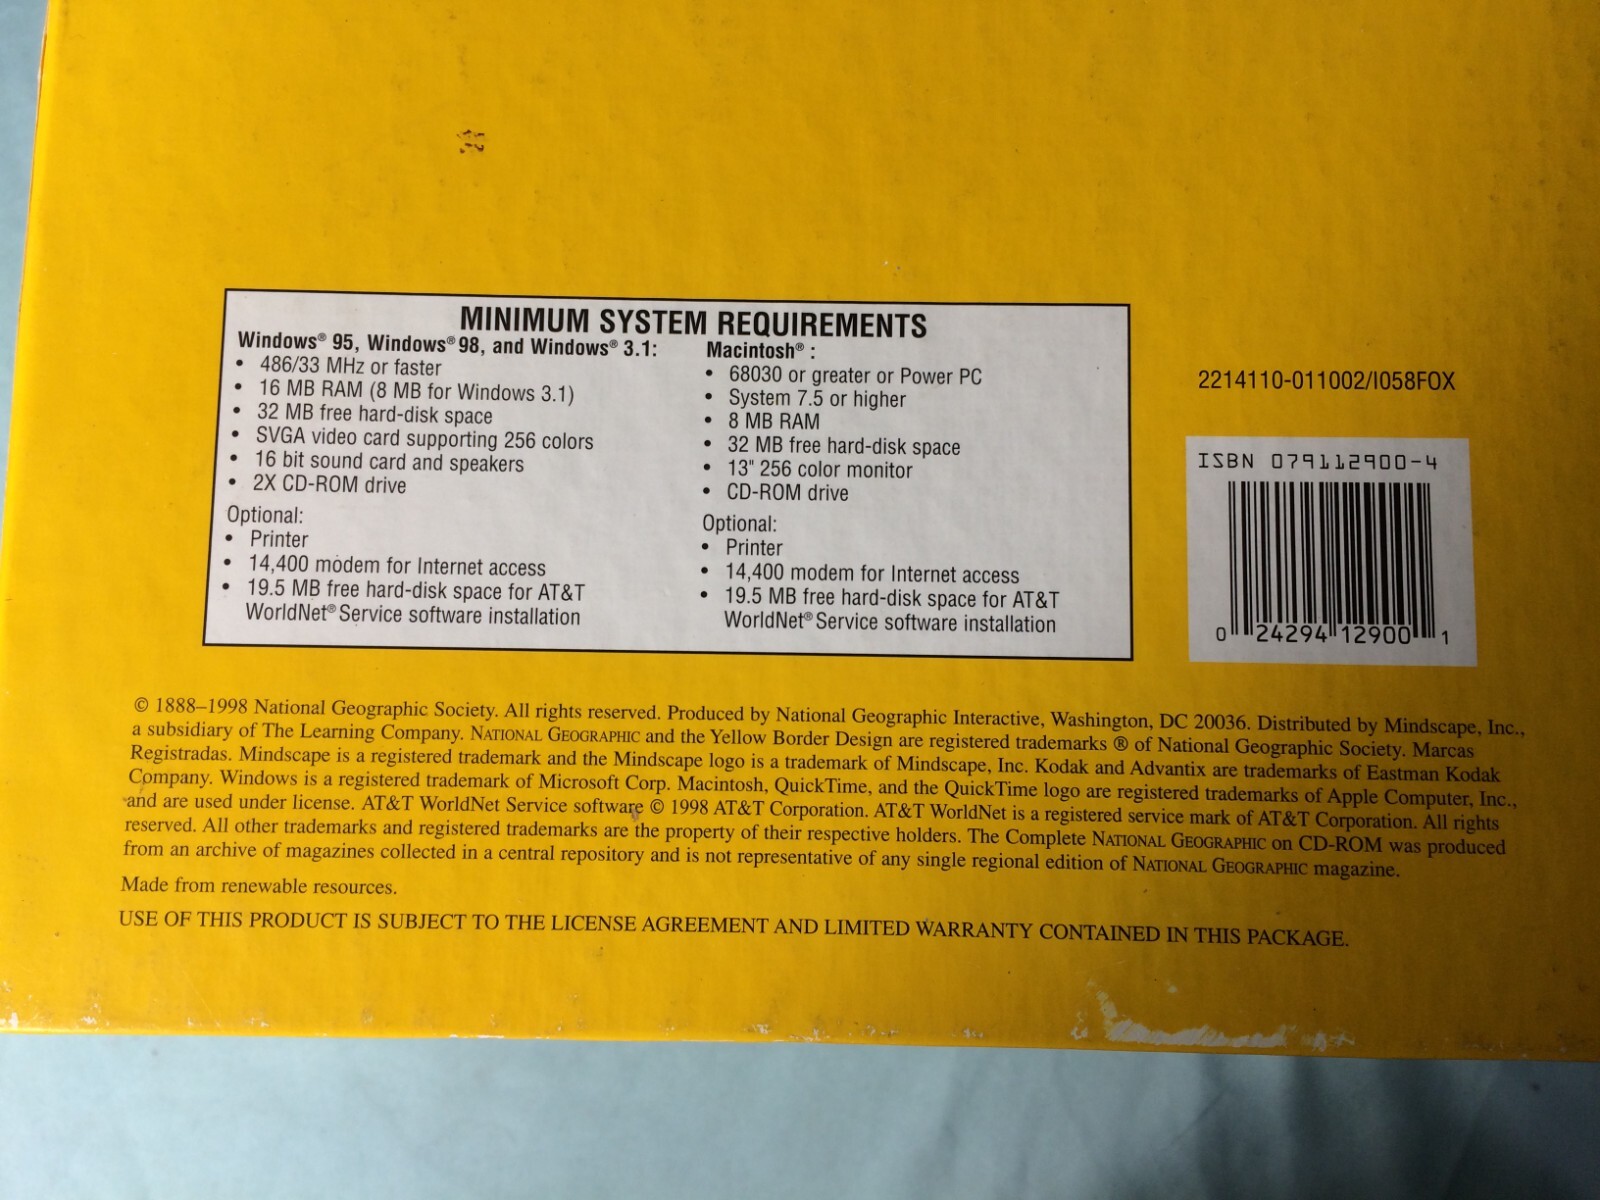 MINIMUM SYSTEM REQUIREMENTS
Windows® 95, Windows® 98, and Windows® 3.1:
• 486/33 MHz or faster
• 16 MB RAM (8 MB for Windows 3.1)
• 32 MB free hard-disk space
• SVGA video card supporting 256 colors
• 16 bit sound card and speakers
• 2X CD-ROM drive
Optional:
• Printer
• 14,400 modem for Internet access
• 19.5 MB free hard-disk space for AT&T
WorldNet® Service software installation
Macintosh® :
• 68030 or greater or Power PC
• System 7.5 or higher
• 8 MB RAM
• 32 MB free hard-disk space
• 13" 256 color monitor
• CD-ROM drive
Optional:
• Printer
• 14,400 modem for Internet access
• 19.5 MB free hard-disk space for AT&T
WorldNet® Service software installation
2214110-011002/I058FOX
ISBN 079112900-4
0 24294 12900 1
© 1888–1998 National Geographic Society. All rights reserved. Produced by National Geographic Interactive, Washington, DC 20036. Distributed by Mindscape, Inc.,
a subsidiary of The Learning Company. NATIONAL GEOGRAPHIC and the Yellow Border Design are registered trademarks ® of National Geographic Society. Marcas
Registradas. Mindscape is a registered trademark and the Mindscape logo is a trademark of Mindscape, Inc. Kodak and Advantix are trademarks of Eastman Kodak
Company. Windows is a registered trademark of Microsoft Corp. Macintosh, QuickTime, and the QuickTime logo are registered trademarks of Apple Computer, Inc.,
and are used under license. AT&T WorldNet Service software © 1998 AT&T Corporation. AT&T WorldNet is a registered service mark of AT&T Corporation. All rights
reserved. All other trademarks and registered trademarks are the property of their respective holders. The Complete NATIONAL GEOGRAPHIC on CD-ROM was produced
from an archive of magazines collected in a central repository and is not representative of any single regional edition of NATIONAL GEOGRAPHIC magazine.
Made from renewable resources.
USE OF THIS PRODUCT IS SUBJECT TO THE LICENSE AGREEMENT AND LIMITED WARRANTY CONTAINED IN THIS PACKAGE.